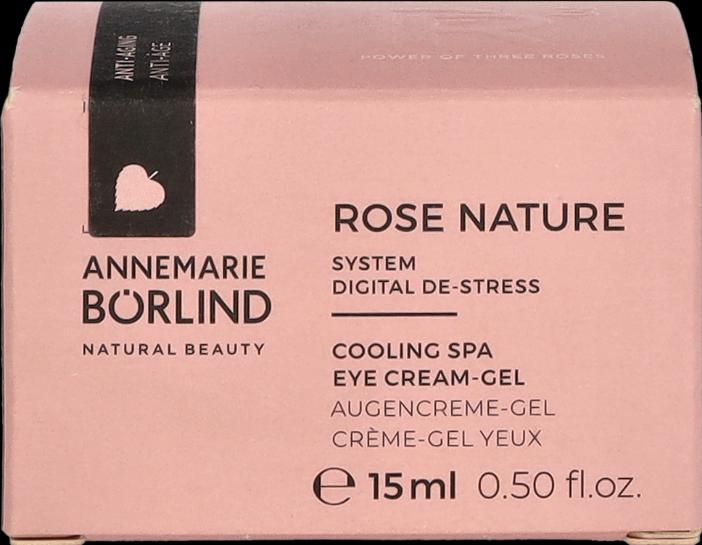 ANTI-AGING
ANTI-ÂGE
POWER OF THREE ROSES
ANNEMARIE
BÖRLIND
NATURAL BEAUTY
ROSE NATURE
SYSTEM
DIGITAL DE-STRESS
COOLING SPA
EYE CREAM-GEL
AUGENCREME-GEL
CRÈME-GEL YEUX
℮ 15 ml 0.50 fl.oz.